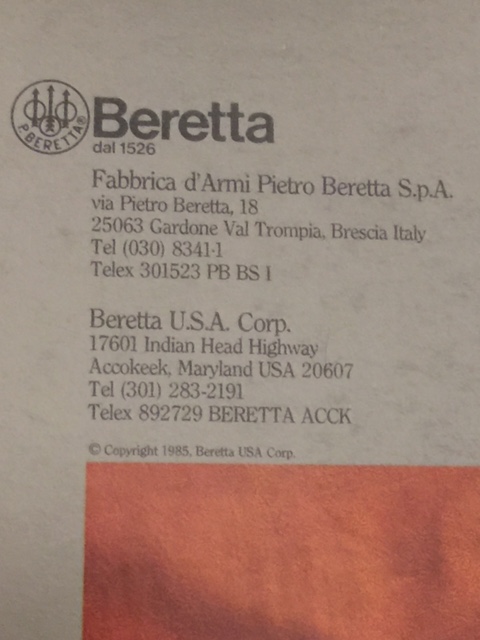 P. BERETTA®
Beretta
dal 1526
Fabbrica d'Armi Pietro Beretta S.p.A.
via Pietro Beretta, 18
25063 Gardone Val Trompia, Brescia Italy
Tel (030) 8341-1
Telex 301523 PB BS I
Beretta U.S.A. Corp.
17601 Indian Head Highway
Accokeek, Maryland USA 20607
Tel (301) 283-2191
Telex 892729 BERETTA ACCK
© Copyright 1985, Beretta USA Corp.